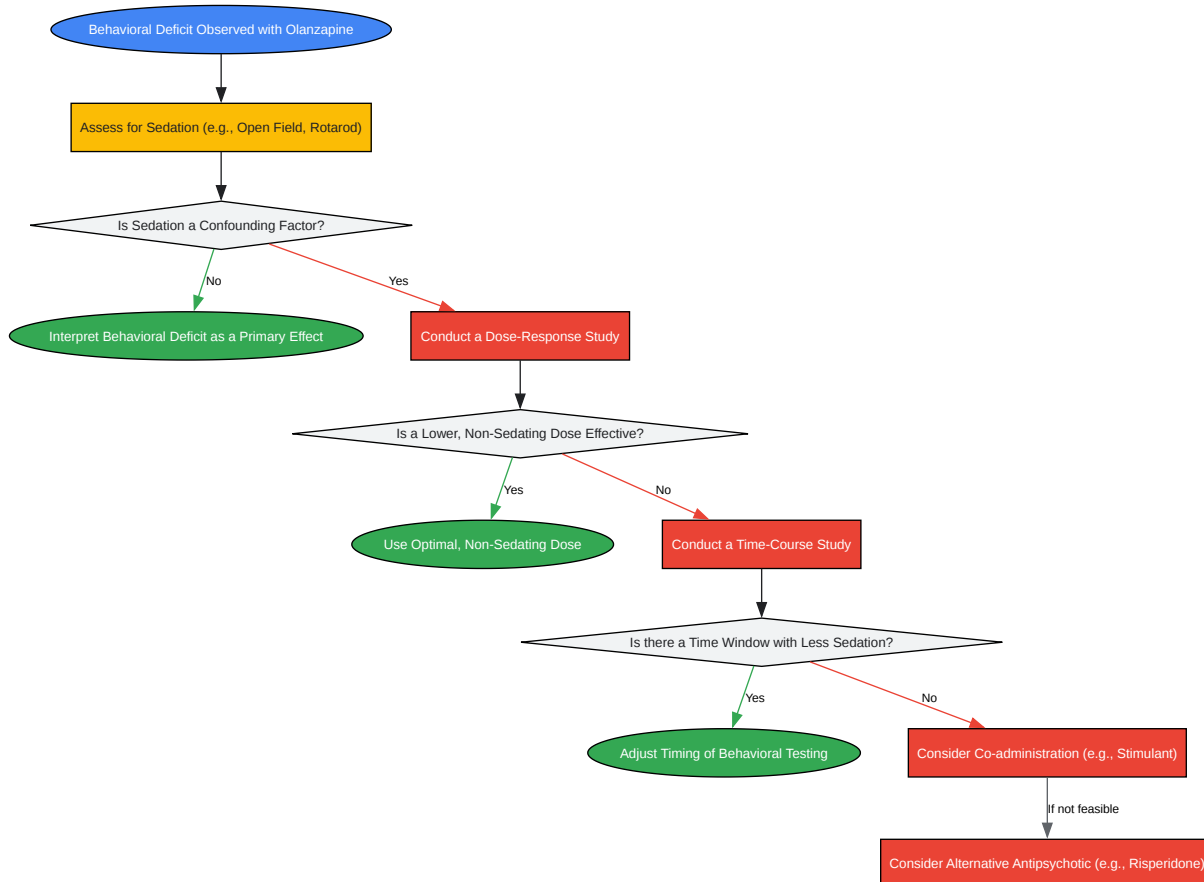 Behavioral Deficit Observed with Olanzapine
Assess for Sedation (e.g., Open Field, Rotarod)
Is Sedation a Confounding Factor?
No
Yes
Interpret Behavioral Deficit as a Primary Effect
Conduct a Dose-Response Study
Is a Lower, Non-Sedating Dose Effective?
Yes
No
Use Optimal, Non-Sedating Dose
Conduct a Time-Course Study
Is there a Time Window with Less Sedation?
Yes
No
Adjust Timing of Behavioral Testing
Consider Co-administration (e.g., Stimulant)
If not feasible
Consider Alternative Antipsychotic (e.g., Risperidone)